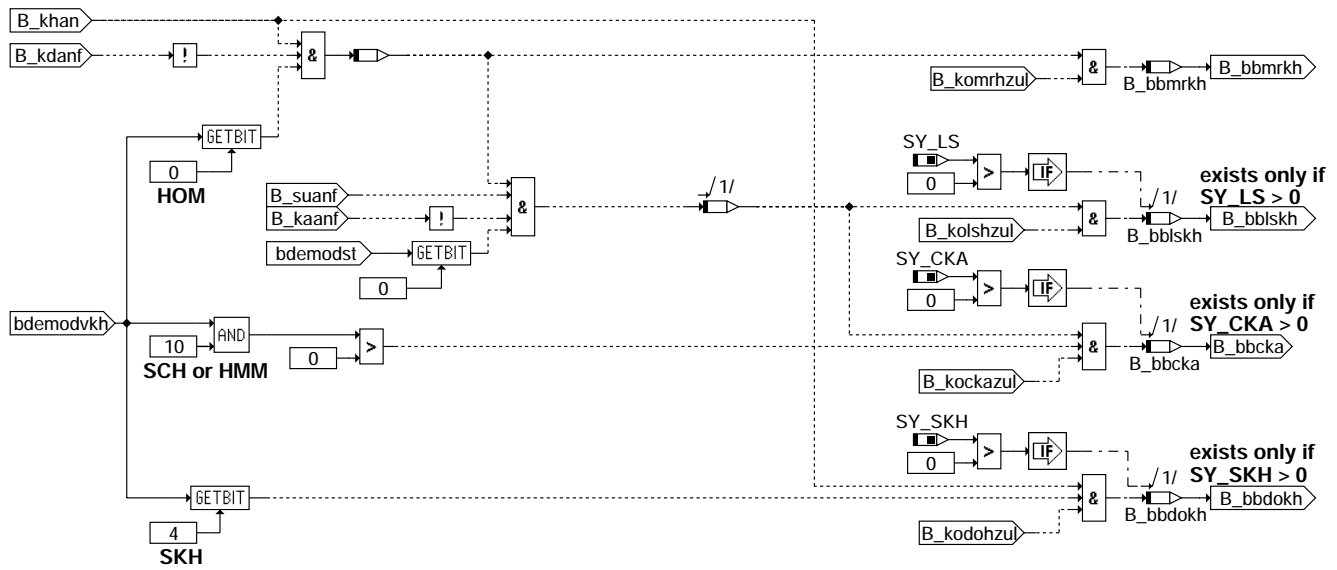 B_khan
B_kdanf
!
&
&
B_komrhzul
B_bbmrkh
B_bbmrkh
GETBIT
0
HOM
SY_LS
0
>
IF
/1/
exists only if
SY_LS > 0
B_suanf
B_kaanf
!
&
/1/
&
B_kolshzul
B_bblskh
B_bblskh
bdemodst
GETBIT
0
SY_CKA
0
>
IF
/1/
exists only if
SY_CKA > 0
bdemodvkh
AND
10
SCH or HMM
0
>
&
B_kockazul
B_bbcka
B_bbcka
SY_SKH
0
>
IF
/1/
exists only if
SY_SKH > 0
GETBIT
4
SKH
&
B_kodohzul
B_bbdokh
B_bbdokh